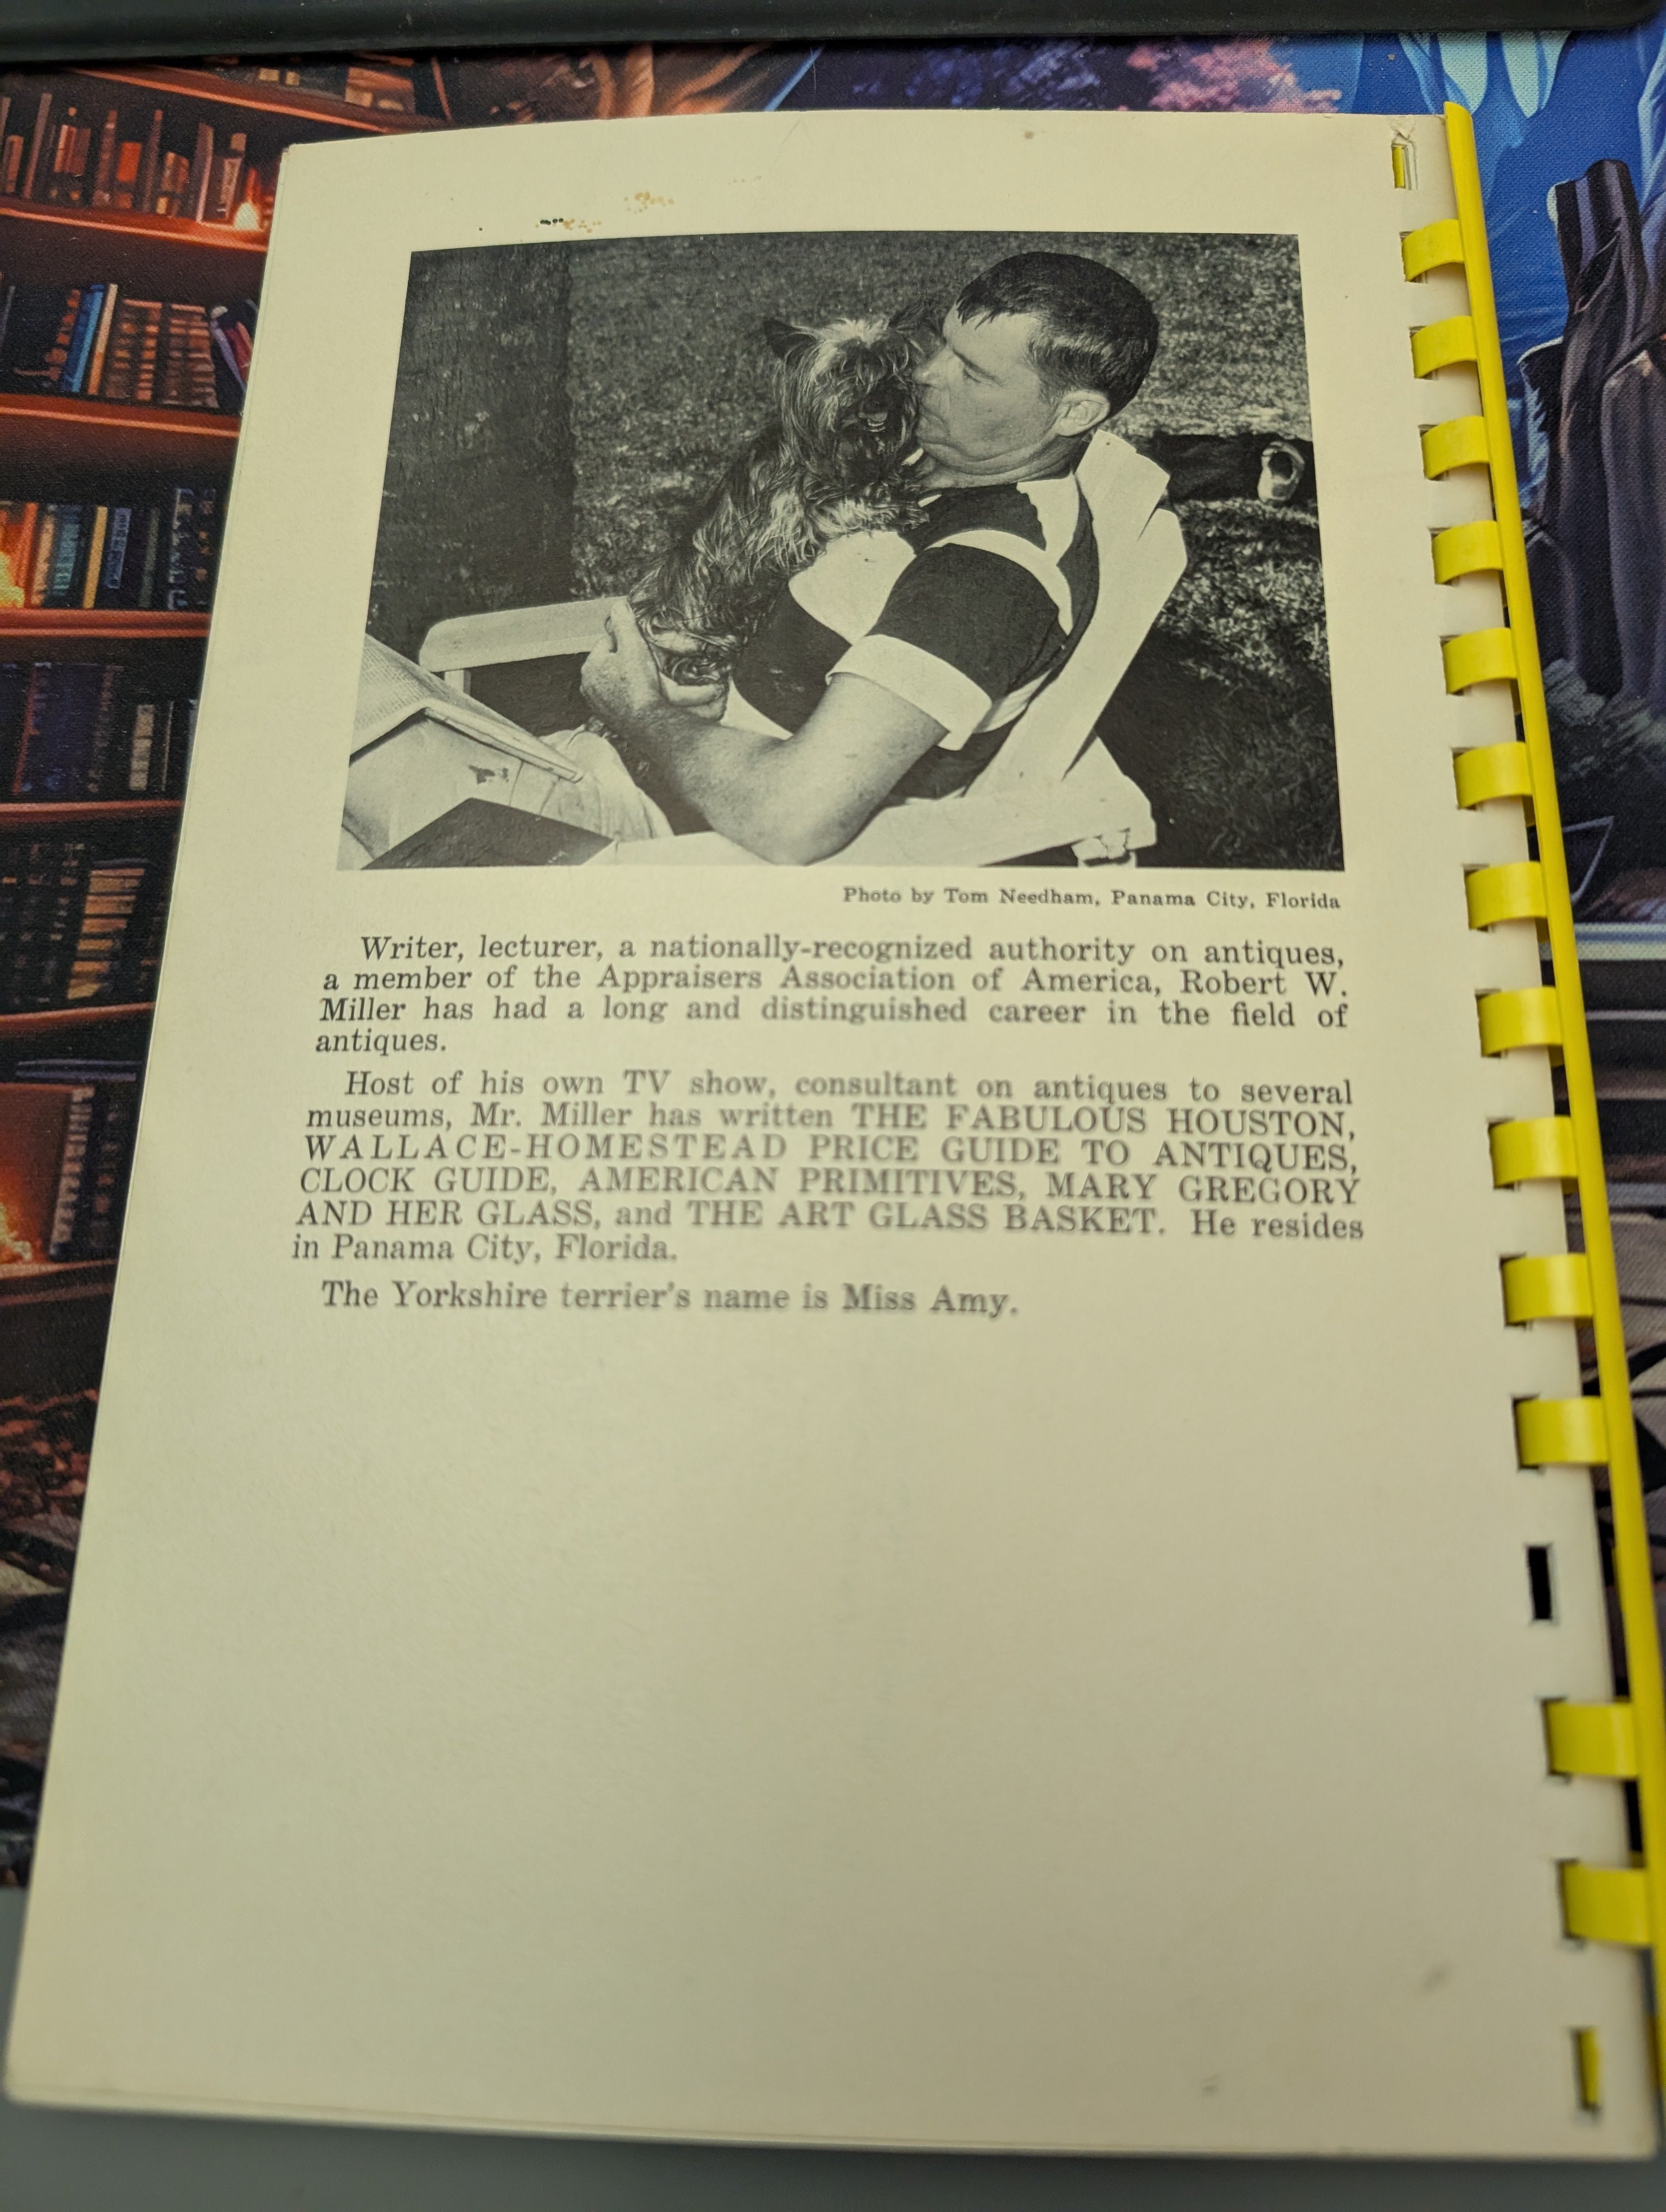 Photo by Tom Needham, Panama City, Florida
Writer, lecturer, a nationally-recognized authority on antiques,
a member of the Appraisers Association of America, Robert W.
Miller has had a long and distinguished career in the field of
antiques.
Host of his own TV show, consultant on antiques to several
museums, Mr. Miller has written THE FABULOUS HOUSTON,
WALLACE-HOMESTEAD PRICE GUIDE TO ANTIQUES,
CLOCK GUIDE, AMERICAN PRIMITIVES, MARY GREGORY
AND HER GLASS, and THE ART GLASS BASKET. He resides
in Panama City, Florida.
The Yorkshire terrier's name is Miss Amy.